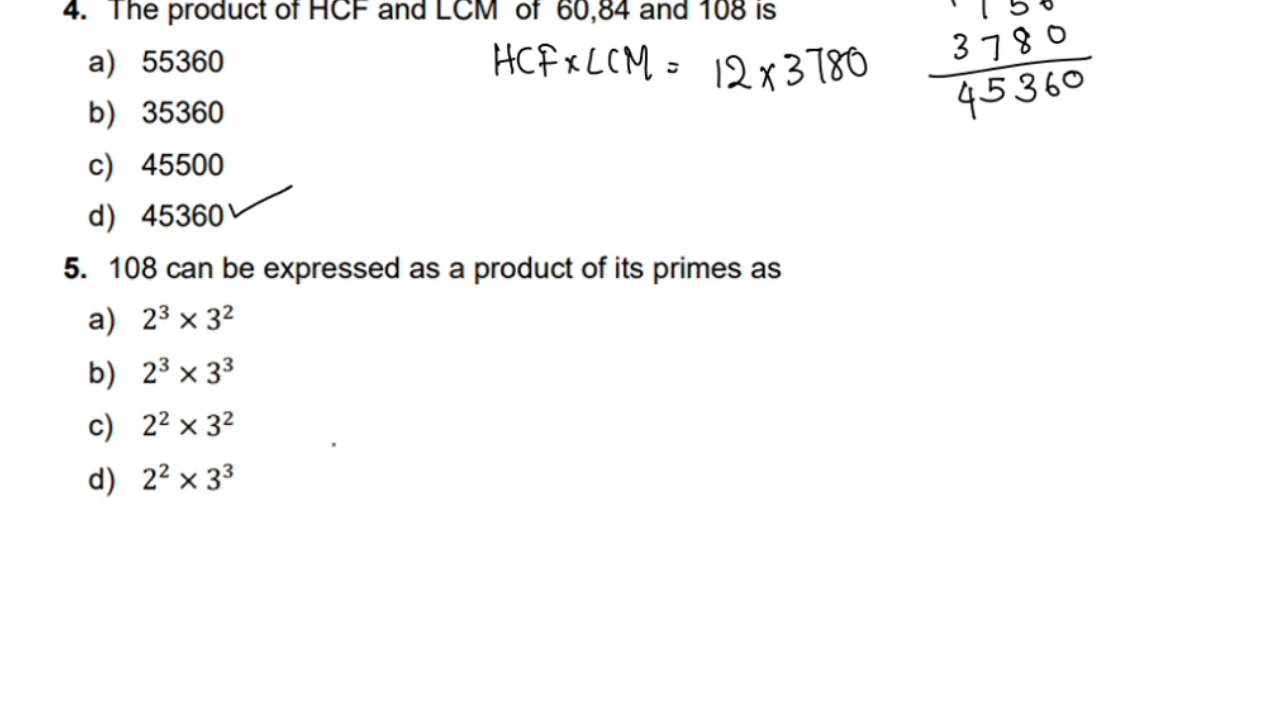 4. The product of HCF and LCM of 60,84 and 108 is
a) 55360
HCF x LCM = 12 x 3780
3780
45360
b) 35360
c) 45500
d) 45360✓
5. 108 can be expressed as a product of its primes as
a) 2³ × 3²
b) 2³ × 3³
c) 2² × 3²
d) 2² × 3³